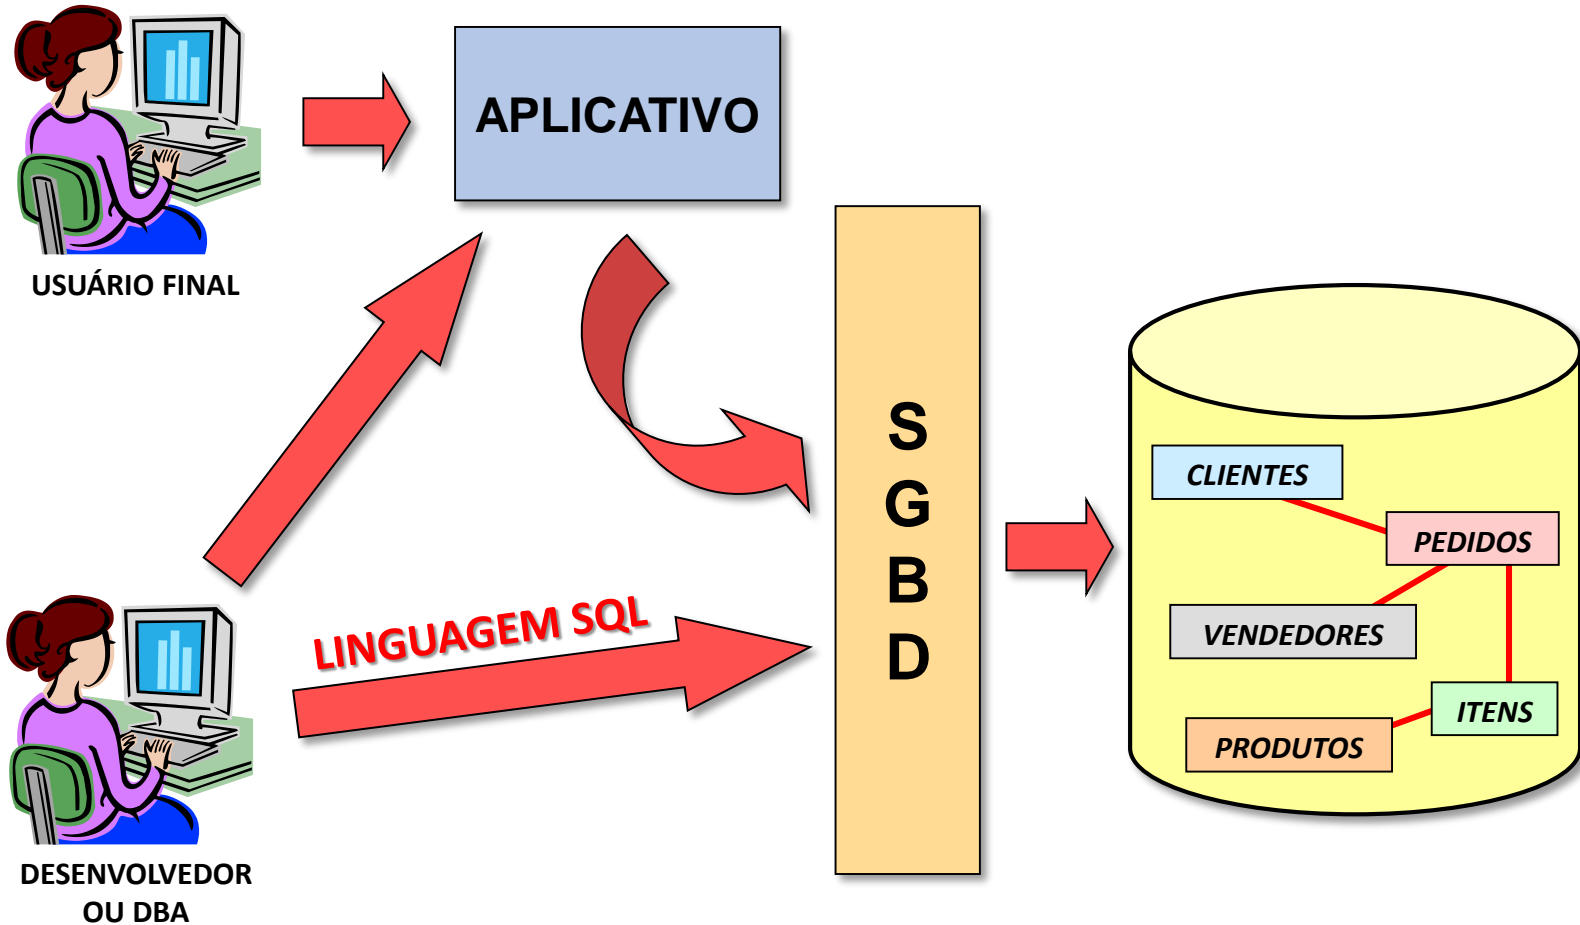 APLICATIVO
USUÁRIO FINAL
S
G
B
D
CLIENTES
PEDIDOS
VENDEDORES
ITENS
PRODUTOS
LINGUAGEM SQL
DESENVOLVEDOR
OU DBA